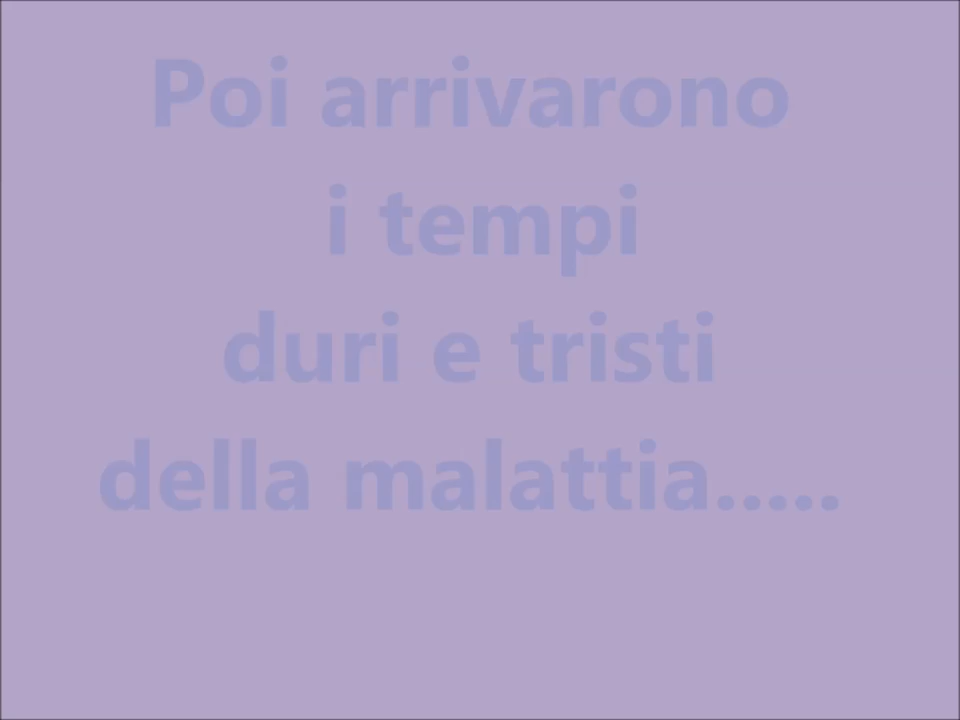 Poi arrivarono
i tempi
duri e tristi
della malattia.....